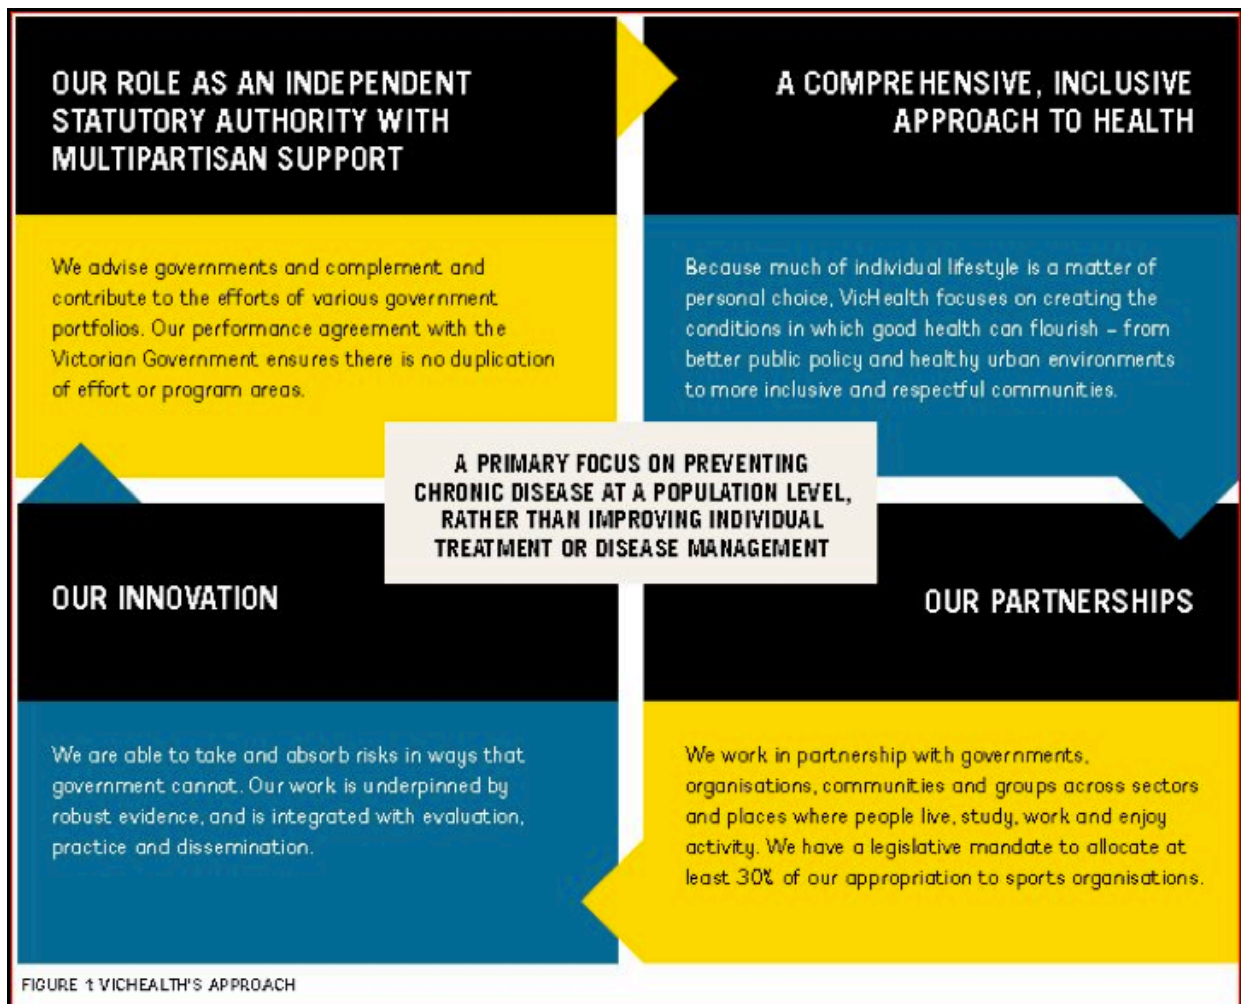 OUR ROLE AS AN INDEPENDENT
STATUTORY AUTHORITY WITH
MULTIPARTISAN SUPPORT
We advise governments and complement and
contribute to the efforts of various government
portfolios. Our performance agreement with the
Victorian Government ensures there is no duplication
of effort or program areas.
A COMPREHENSIVE, INCLUSIVE
APPROACH TO HEALTH
Because much of individual lifestyle is a matter of
personal choice, VicHealth focuses on creating the
conditions in which good health can flourish – from
better public policy and healthy urban environments
to more inclusive and respectful communities.
A PRIMARY FOCUS ON PREVENTING
CHRONIC DISEASE AT A POPULATION LEVEL,
RATHER THAN IMPROVING INDIVIDUAL
TREATMENT OR DISEASE MANAGEMENT
OUR INNOVATION
We are able to take and absorb risks in ways that
government cannot. Our work is underpinned by
robust evidence, and is integrated with evaluation,
practice and dissemination.
OUR PARTNERSHIPS
We work in partnership with governments,
organisations, communities and groups across sectors
and places where people live, study, work and enjoy
activity. We have a legislative mandate to allocate at
least 30% of our appropriation to sports organisations.
FIGURE 1 VICHEALTH'S APPROACH